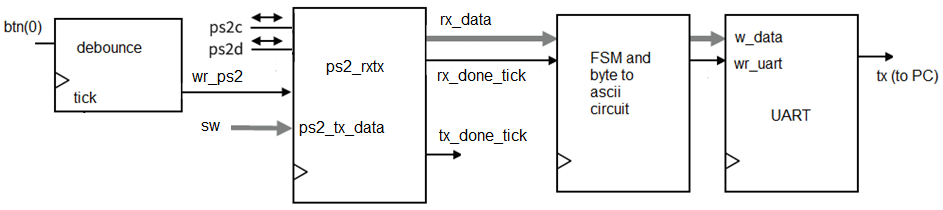 btn(0)
debounce
tick
ps2c
ps2d
wr_ps2
sw
ps2_rxtx
ps2_tx_data
rx_data
rx_done_tick
tx_done_tick
FSM and
byte to
ascii
circuit
w_data
wr_uart
UART
tx (to PC)